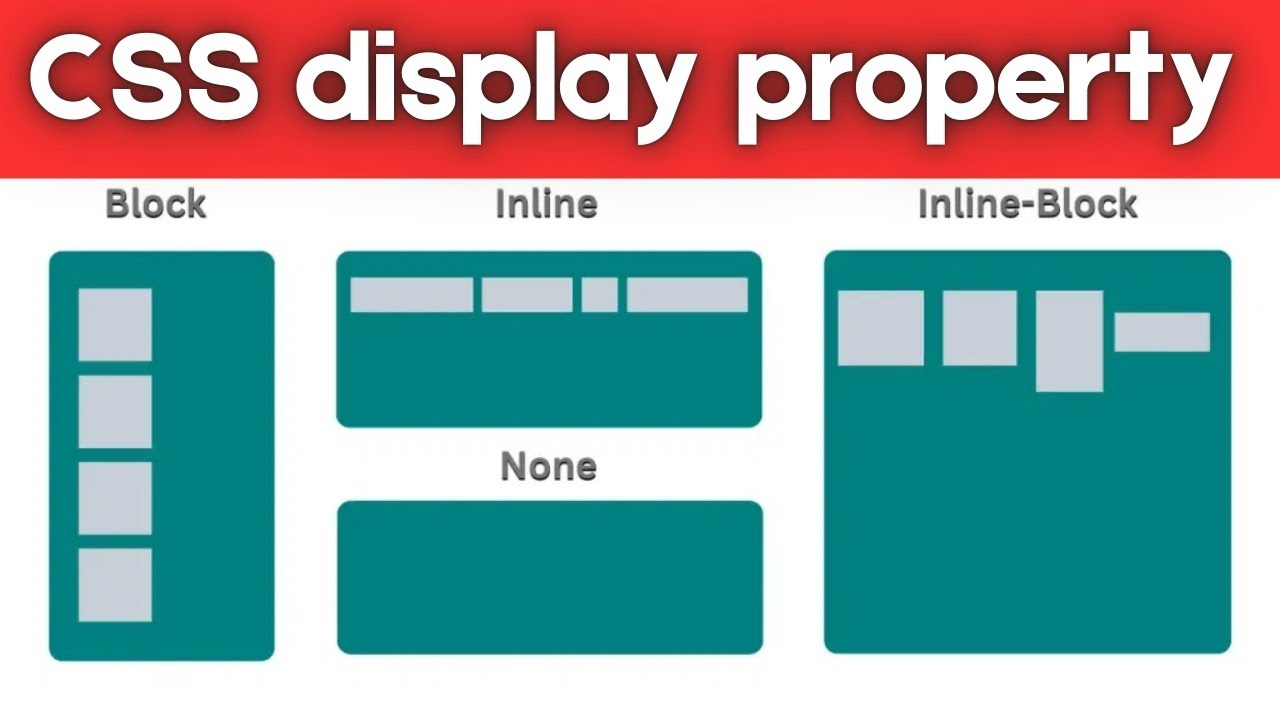 CSS display property
Block
Inline
Inline-Block
None